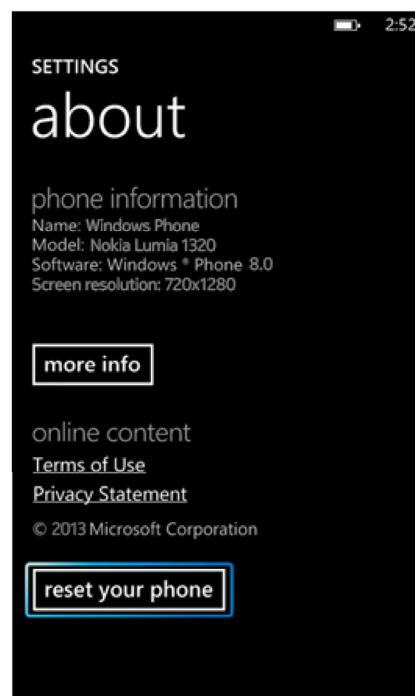 2:52
SETTINGS
about
phone information
Name: Windows Phone
Model: Nokia Lumia 1320
Software: Windows ® Phone 8.0
Screen resolution: 720x1280
more info
online content
Terms of Use
Privacy Statement
© 2013 Microsoft Corporation
reset your phone